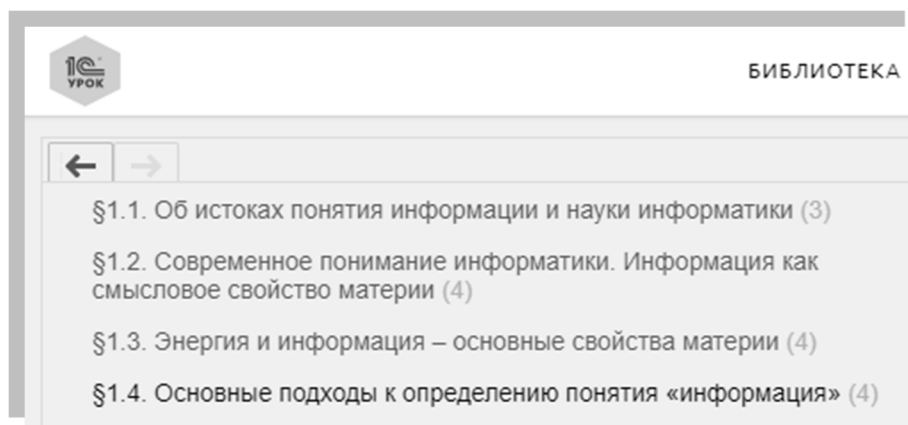 1С
УРОК
БИБЛИОТЕКА
§1.1. Об истоках понятия информации и науки информатики (3)
§1.2. Современное понимание информатики. Информация как
смысловое свойство материи (4)
§1.3. Энергия и информация – основные свойства материи (4)
§1.4. Основные подходы к определению понятия «информация» (4)